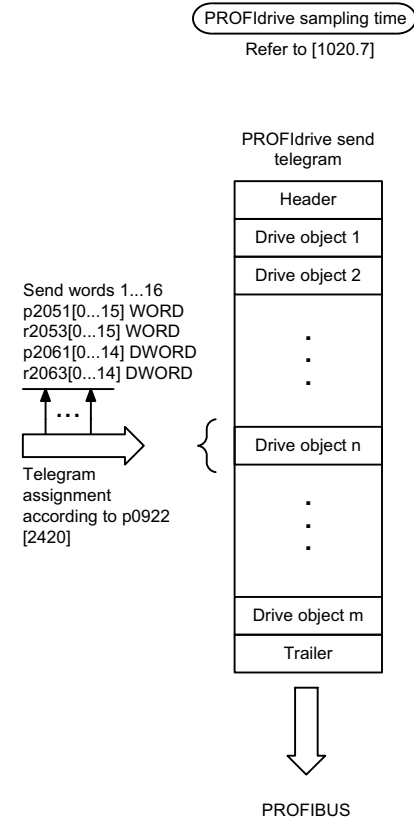 PROFIdrive sampling time
Refer to [1020.7]
PROFIdrive send
telegram
Header
Drive object 1
Drive object 2
Send words 1...16
p2051[0...15] WORD
r2053[0...15] WORD
p2061[0...14] DWORD
r2063[0...14] DWORD
...
Drive object n
Telegram
assignment
according to p0922
[2420]
Drive object m
Trailer
PROFIBUS